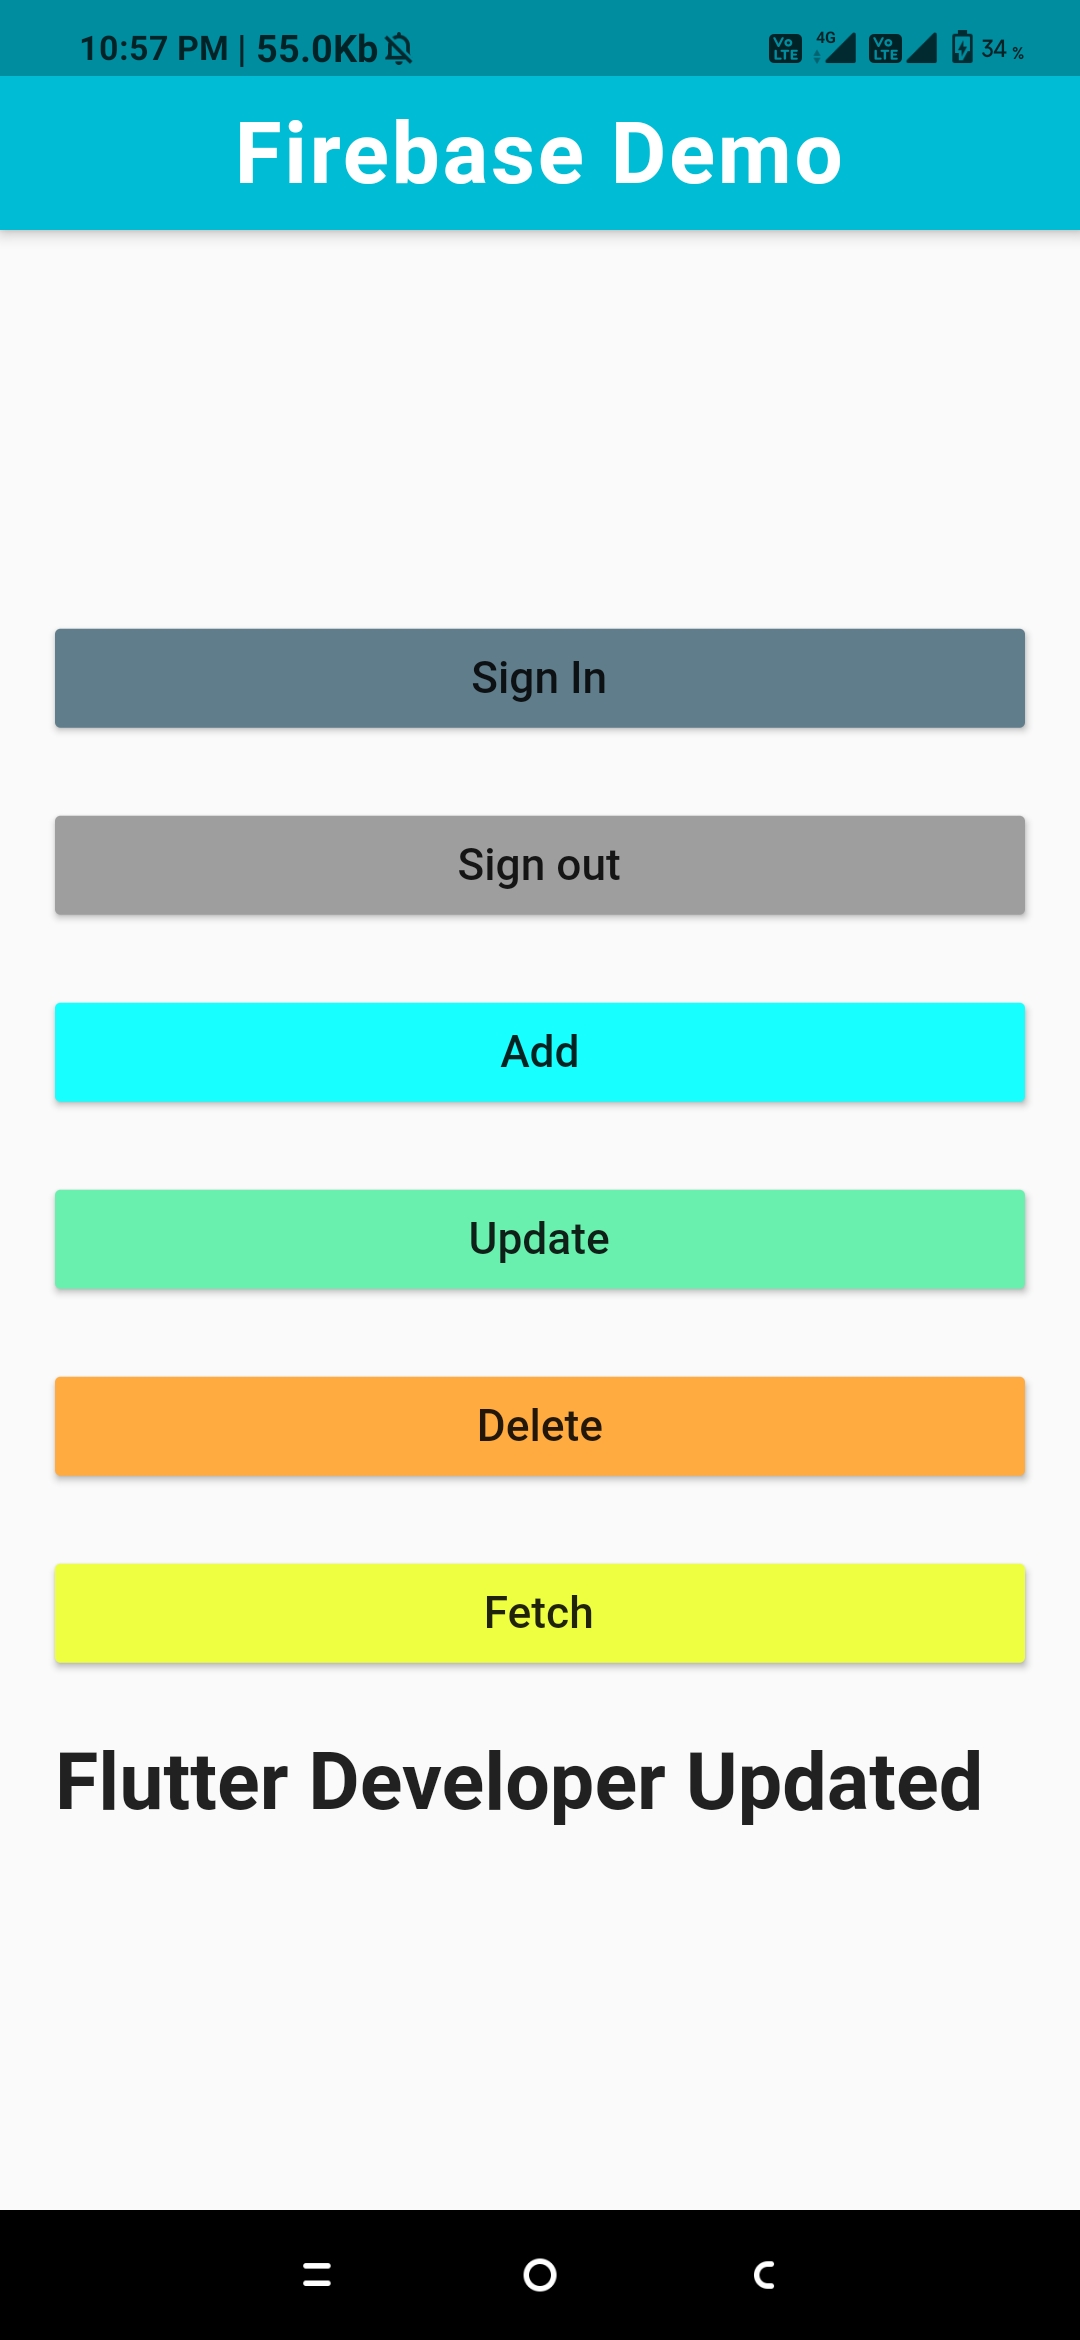 10:57 PM | 55.0Kb Vo LTE 4G Vo LTE 34 %
Firebase Demo
Sign In
Sign out
Add
Update
Delete
Fetch
Flutter Developer Updated